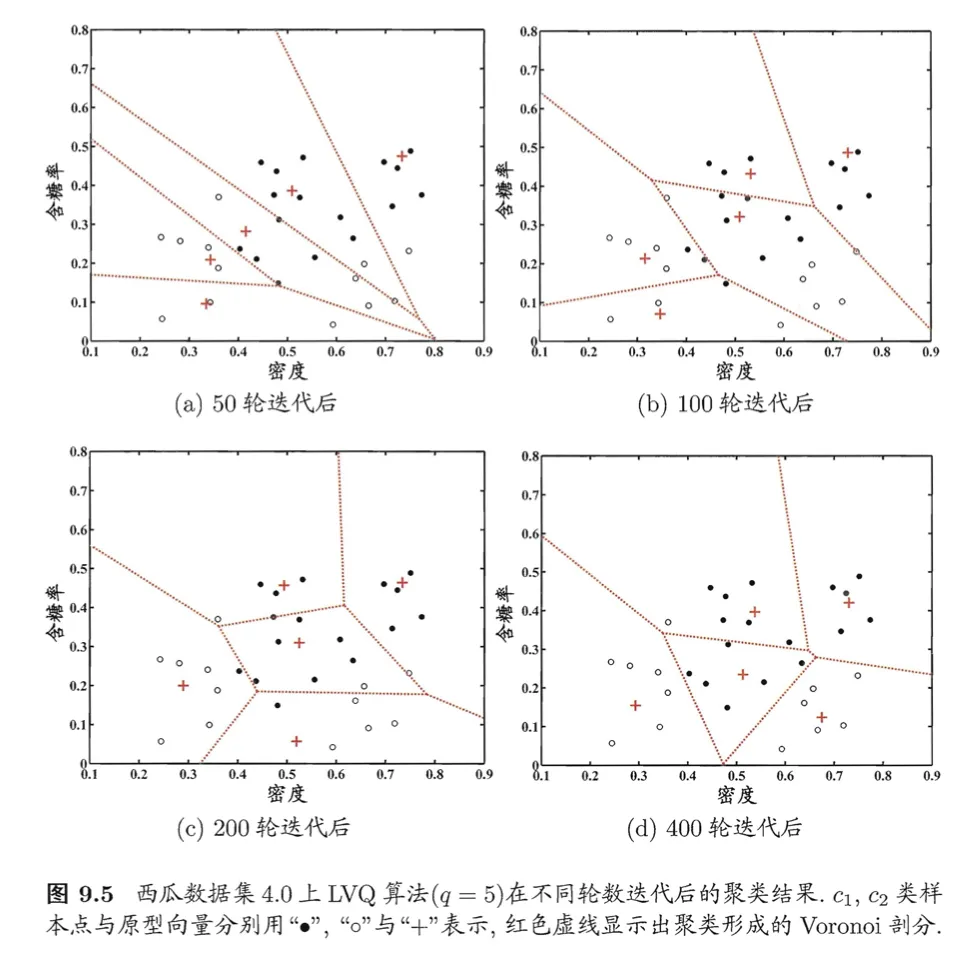 0.8
0.7
0.6
0.5
0.4
0.3
0.2
0.1
0
含糖率
0.1 0.2 0.3 0.4 0.5 0.6 0.7 0.8 0.9
密度
(a) 50 轮迭代后
0.8
0.7
0.6
0.5
0.4
0.3
0.2
0.1
0
含糖率
0.1 0.2 0.3 0.4 0.5 0.6 0.7 0.8 0.9
密度
(b) 100 轮迭代后
0.8
0.7
0.6
0.5
0.4
0.3
0.2
0.1
0
含糖率
0.1 0.2 0.3 0.4 0.5 0.6 0.7 0.8 0.9
密度
(c) 200 轮迭代后
0.8
0.7
0.6
0.5
0.4
0.3
0.2
0.1
0
含糖率
0.1 0.2 0.3 0.4 0.5 0.6 0.7 0.8 0.9
密度
(d) 400 轮迭代后
图 9.5 西瓜数据集 4.0 上 LVQ 算法(q = 5)在不同轮数迭代后的聚类结果. c₁, c₂ 类样
本点与原型向量分别用“●”, “○”与“+”表示, 红色虚线显示出聚类形成的 Voronoi 剖分.